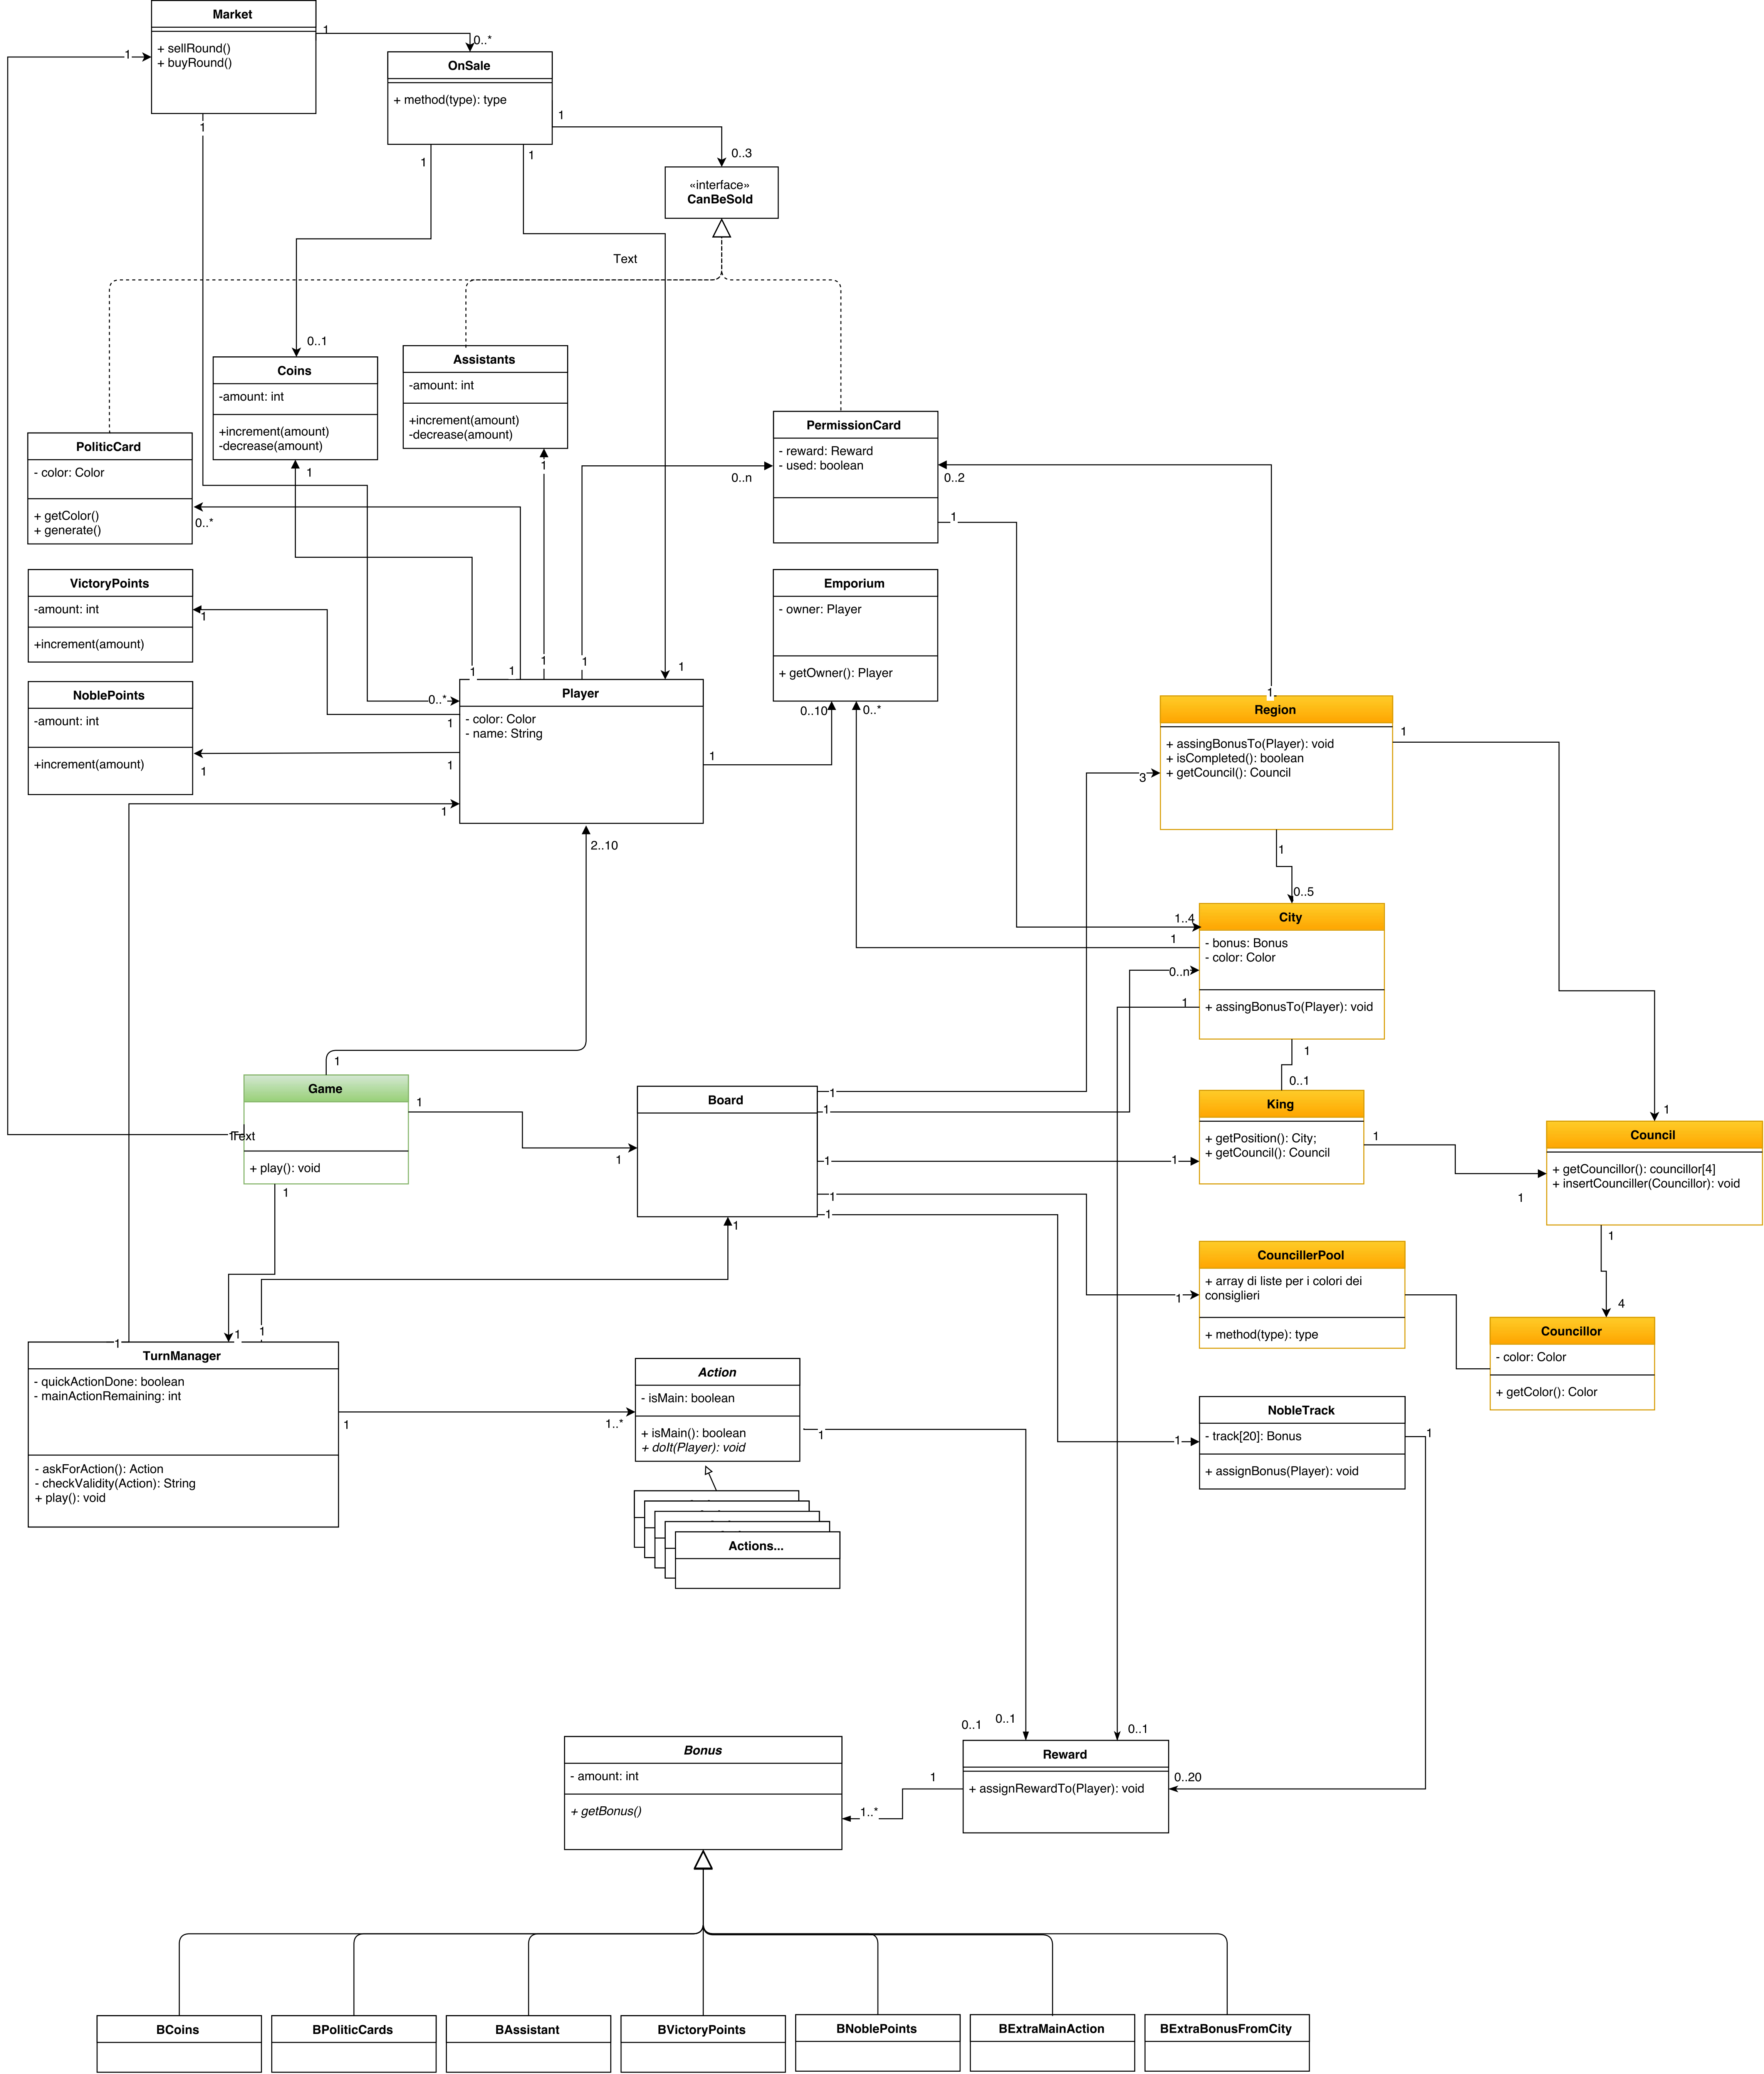 Market
+ sellRound()
+ buyRound()
1
1
1
0..*
OnSale
+ method(type): type
1
1
1
0..3
«interface»
CanBeSold
Text
0..1
Coins
-amount: int
+increment(amount)
-decrease(amount)
1
Assistants
-amount: int
+increment(amount)
-decrease(amount)
1
PoliticCard
- color: Color
+ getColor()
+ generate()
0..*
PermissionCard
- reward: Reward
- used: boolean
0..n
0..2
1
VictoryPoints
-amount: int
+increment(amount)
1
Emporium
- owner: Player
+ getOwner(): Player
0..10
0..*
NoblePoints
-amount: int
+increment(amount)
1
1
1
1
1
1
Player
- color: Color
- name: String
0..*
1
1
1
1
2..10
1
Region
+ assingBonusTo(Player): void
+ isCompleted(): boolean
+ getCouncil(): Council
3
1
1
0..5
City
- bonus: Bonus
- color: Color
+ assingBonusTo(Player): void
1..4
1
0..n
1
1
0..1
King
+ getPosition(): City;
+ getCouncil(): Council
1
1
1
Council
+ getCouncillor(): councillor[4]
+ insertCounciller(Councillor): void
1
1
4
1
Game
+ play(): void
1
Text
1
1
1
Board
1
1
1
1
1
1
CouncillerPool
+ array di liste per i colori dei
consiglieri
+ method(type): type
1
Councillor
- color: Color
+ getColor(): Color
1
1
1
TurnManager
- quickActionDone: boolean
- mainActionRemaining: int
- askForAction(): Action
- checkValidity(Action): String
+ play(): void
1
1..*
Action
- isMain: boolean
+ isMain(): boolean
+ doIt(Player): void
1
Actions...
NobleTrack
- track[20]: Bonus
+ assignBonus(Player): void
1
1
0..1
0..1
0..1
Bonus
- amount: int
+ getBonus()
1..*
1
Reward
+ assignRewardTo(Player): void
0..20
BCoins
BPoliticCards
BAssistant
BVictoryPoints
BNoblePoints
BExtraMainAction
BExtraBonusFromCity